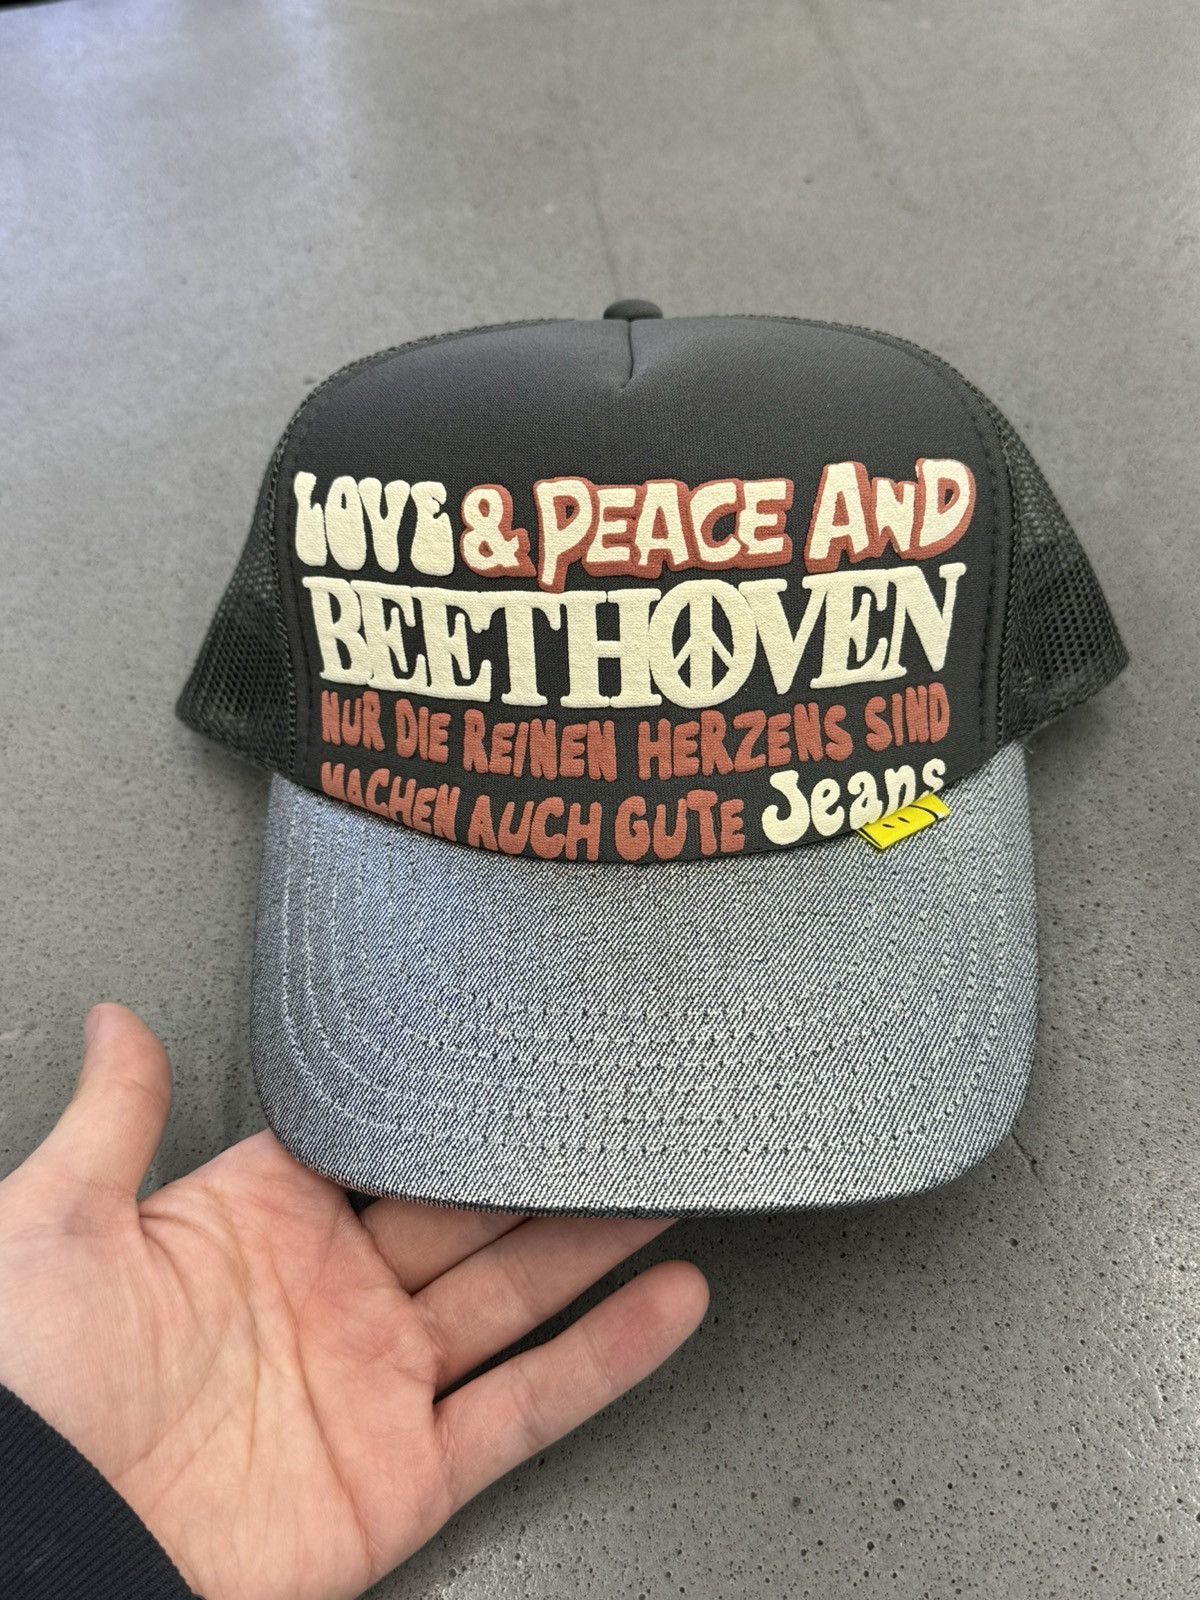 LOVE & PEACE AND
BEETHOVEN
NUR DIE REINEN HERZENS SIND
MACHEN AUCH GUTE Jeans